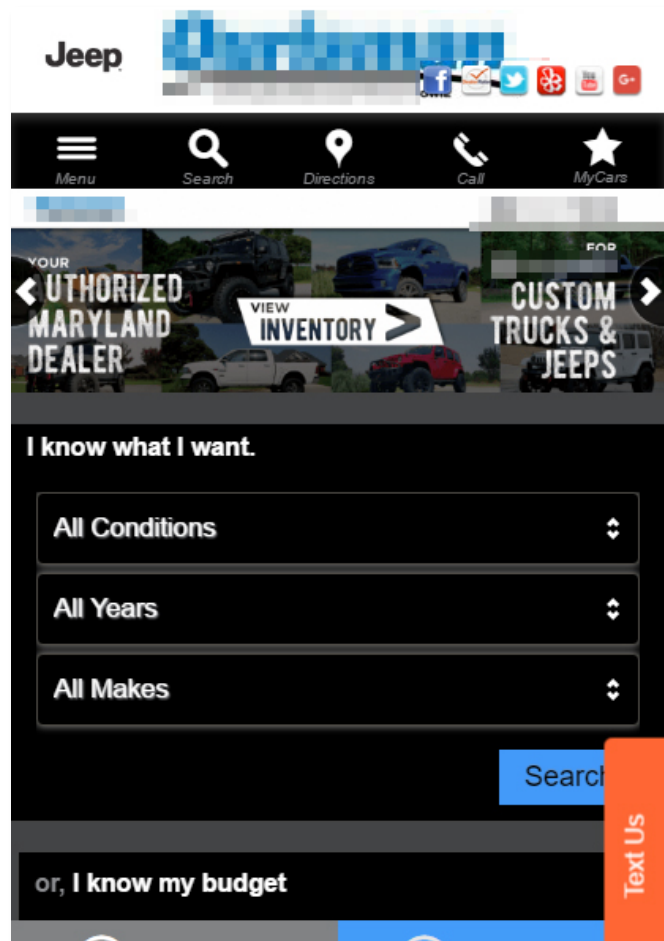 Jeep
Menu
Search
Directions
Call
MyCars
YOUR
UTHORIZED
MARYLAND
DEALER
VIEW
INVENTORY
FOR
CUSTOM
TRUCKS &
JEEPS
I know what I want.
All Conditions
All Years
All Makes
Search
Text Us
or, I know my budget